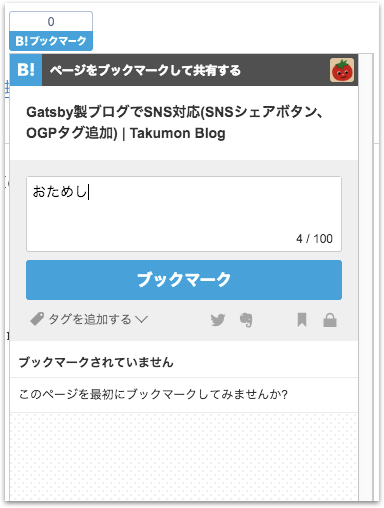 0
B!ブックマーク
B! ページをブックマークして共有する
Gatsby製ブログでSNS対応(SNSシェアボタン、
OGPタグ追加) | Takumon Blog
おためし
4 / 100
ブックマーク
タグを追加する
ブックマークされていません
このページを最初にブックマークしてみませんか?